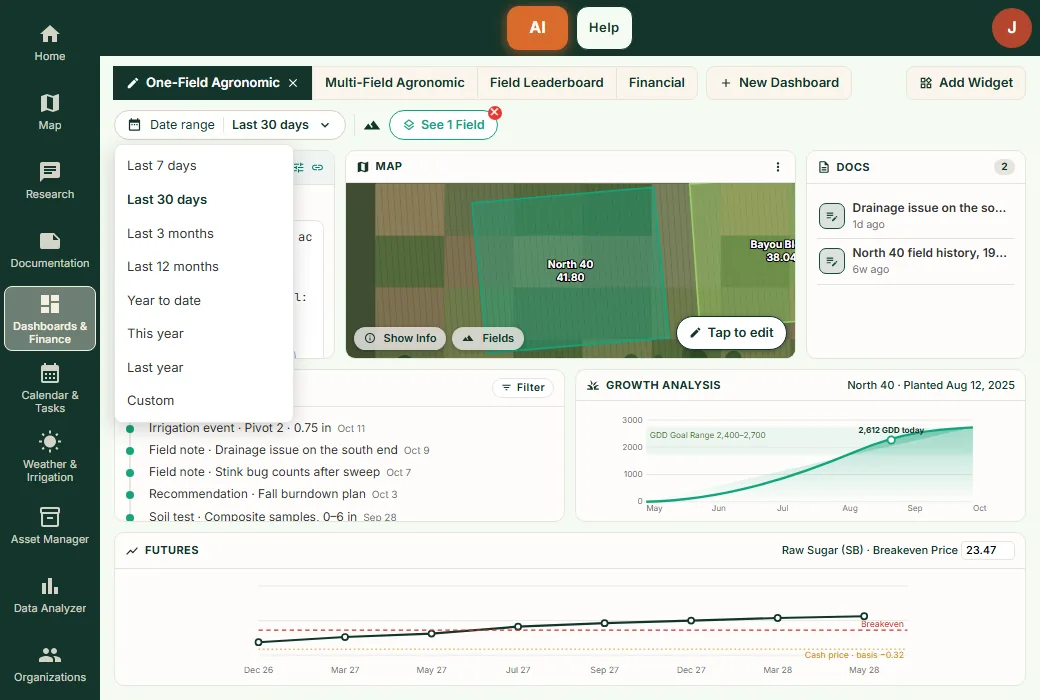 AI
Help
J
Home
Map
Research
Documentation
Dashboards &
Finance
Calendar &
Tasks
Weather &
Irrigation
Asset Manager
Data Analyzer
Organizations
One-Field Agronomic
Multi-Field Agronomic
Field Leaderboard
Financial
New Dashboard
Add Widget
Date range
Last 30 days
See 1 Field
Last 7 days
Last 30 days
Last 3 months
Last 12 months
Year to date
This year
Last year
Custom
ac
l:
MAP
North 40
41.80
Bayou Bl
38.04
Show Info
Fields
Tap to edit
DOCS
2
Drainage issue on the so...
1d ago
North 40 field history, 19...
6w ago
Filter
Irrigation event · Pivot 2 · 0.75 in Oct 11
Field note · Drainage issue on the south end Oct 9
Field note · Stink bug counts after sweep Oct 7
Recommendation · Fall burndown plan Oct 3
Soil test · Composite samples, 0–6 in Sep 28
GROWTH ANALYSIS
North 40 · Planted Aug 12, 2025
3000
2000
1000
0
GDD Goal Range 2,400–2,700
2,612 GDD today
May
Jun
Jul
Aug
Sep
Oct
FUTURES
Raw Sugar (SB) · Breakeven Price 23.47
Breakeven
Cash price · basis −0.32
Dec 26
Mar 27
May 27
Jul 27
Sep 27
Dec 27
Mar 28
May 28